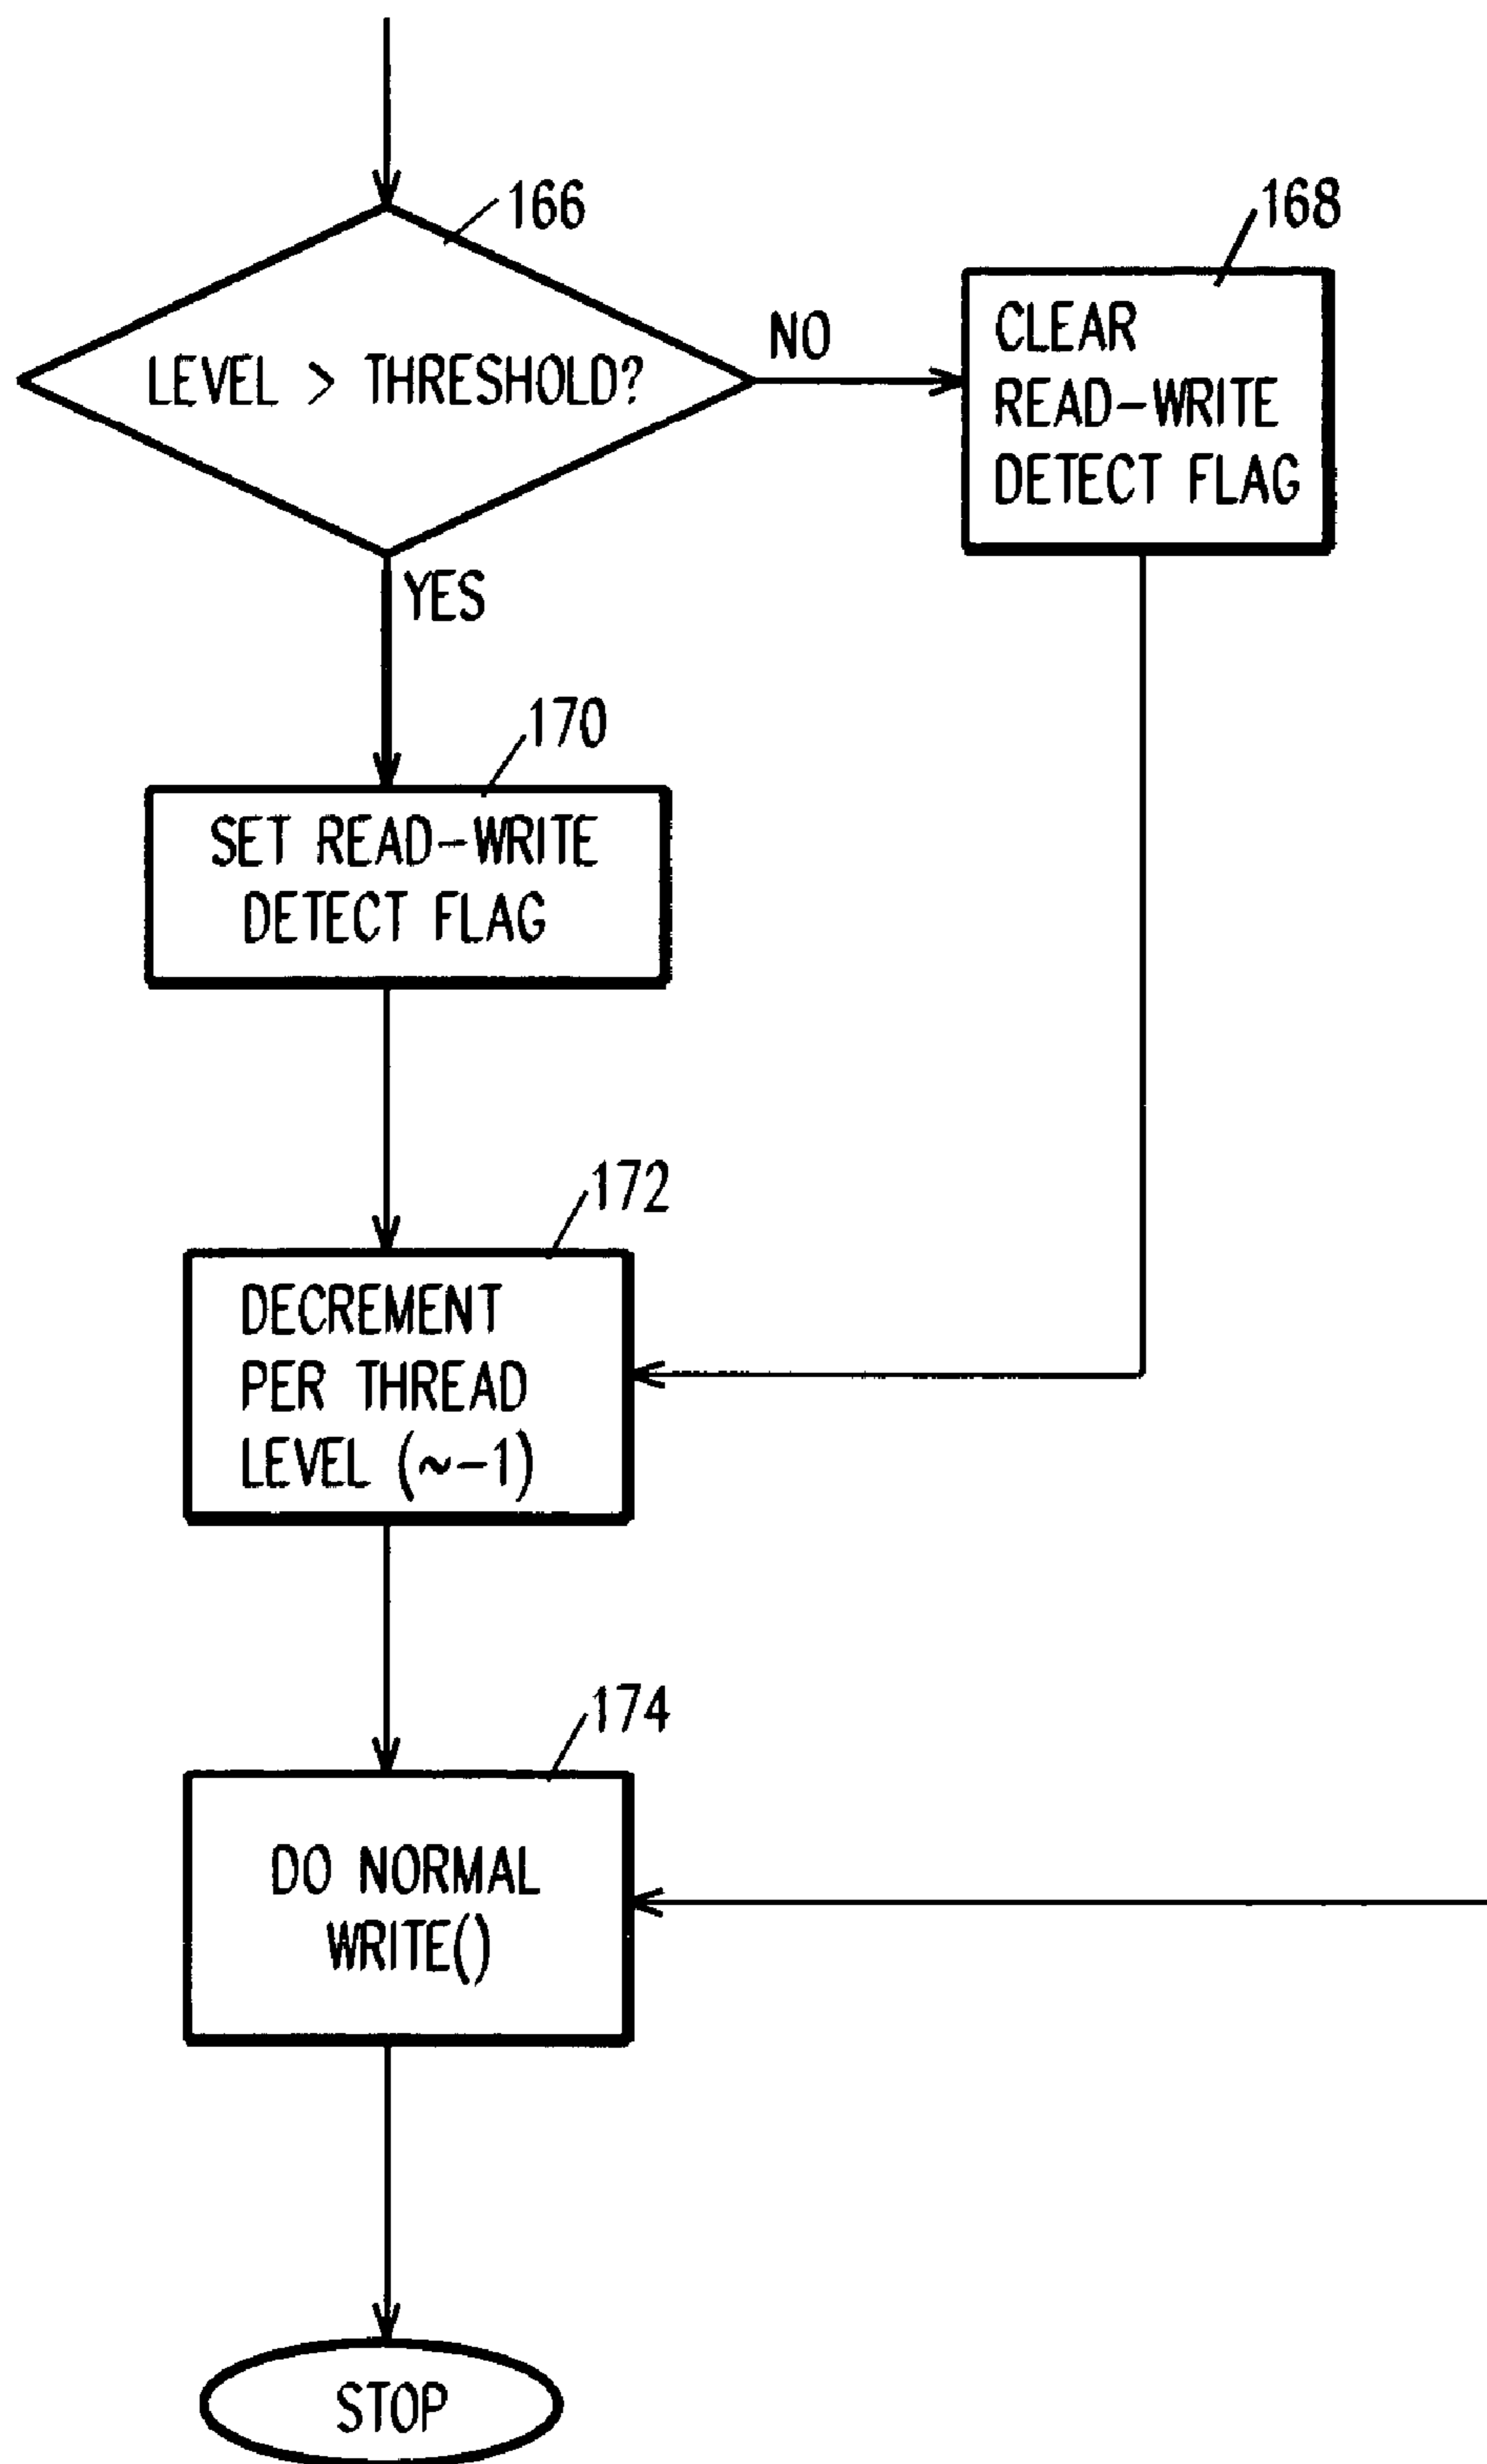 166
LEVEL > THRESHOLD?
NO
168
CLEAR
READ-WRITE
DETECT FLAG
YES
170
SET READ-WRITE
DETECT FLAG
172
DECREMENT
PER THREAD
LEVEL (~-1)
174
DO NORMAL
WRITE()
STOP